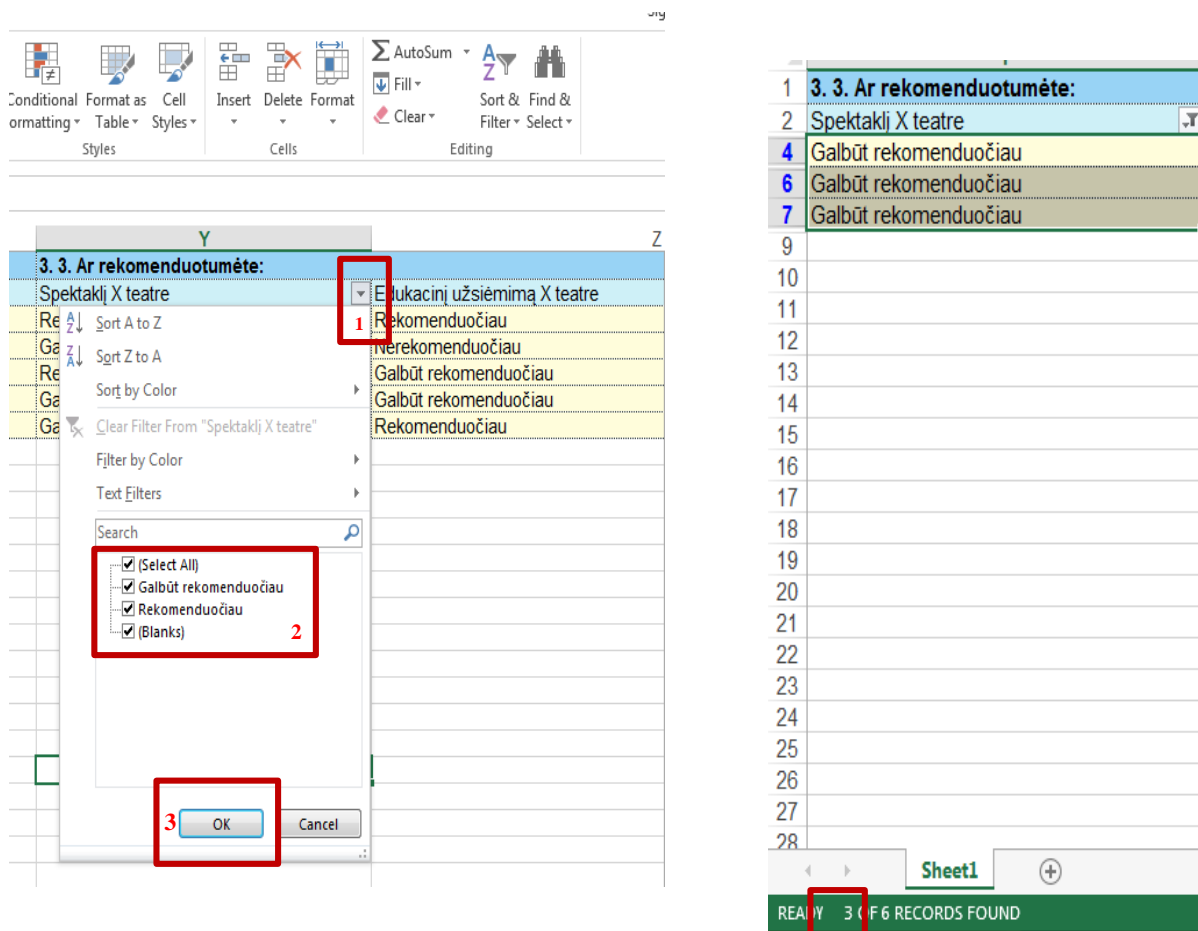 AutoSum
Fill
Clear
Conditional Format as Cell
Formatting Table Styles
Insert Delete Format
Sort & Find &
Filter Select
Styles
Cells
Editing
Y
Z
3. 3. Ar rekomenduotumėte:
Spektaklį X teatre
Edukacinį užsiėmimą X teatre
1
Rekomenduočiau
Nerekomenduočiau
Galbūt rekomenduočiau
Galbūt rekomenduočiau
Rekomenduočiau
Re
Ga
Re
Ga
Ga
Sort A to Z
Sort Z to A
Sort by Color
Clear Filter From "Spektaklį X teatre"
Filter by Color
Text Filters
Search
(Select All)
Galbūt rekomenduočiau
Rekomenduočiau
(Blanks)
2
3
OK
Cancel
1 3. 3. Ar rekomenduotumėte:
2 Spektaklį X teatre
4 Galbūt rekomenduočiau
6 Galbūt rekomenduočiau
7 Galbūt rekomenduočiau
9
10
11
12
13
14
15
16
17
18
19
20
21
22
23
24
25
26
27
28
Sheet1
READY 3 OF 6 RECORDS FOUND